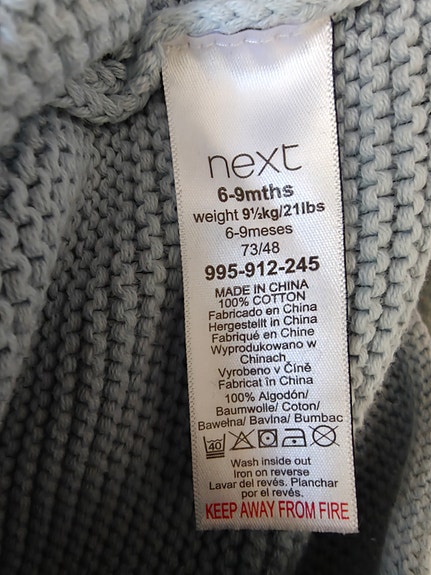 next
6-9mths
weight 9½kg/21lbs
6-9meses
73/48
995-912-245
MADE IN CHINA
100% COTTON
Fabricado en China
Hergestellt in China
Fabriqué en Chine
Wyprodukowano w
Chinach
Vyrobeno v Číně
Fabricat în China
100% Algodón/
Baumwolle/ Coton/
Bawełna/ Bavlna/ Bumbac
40
Wash inside out
iron on reverse
Lavar del revés. Planchar
por el revés.
KEEP AWAY FROM FIRE